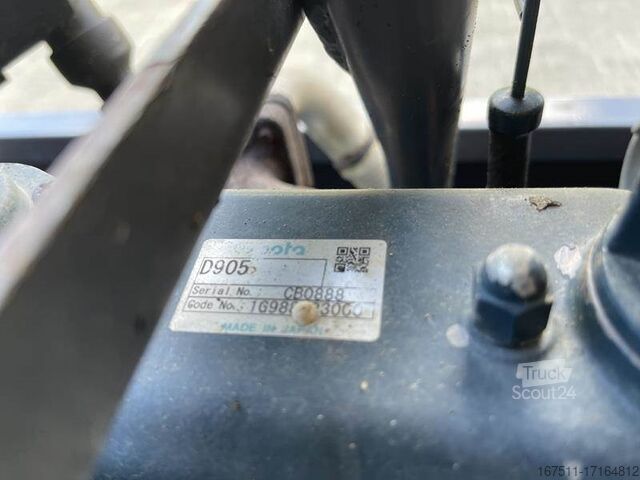 D905
Serial No.: CB0888
Code No.:
MADE IN JAPAN
Truck
Scout24
167511-17164812